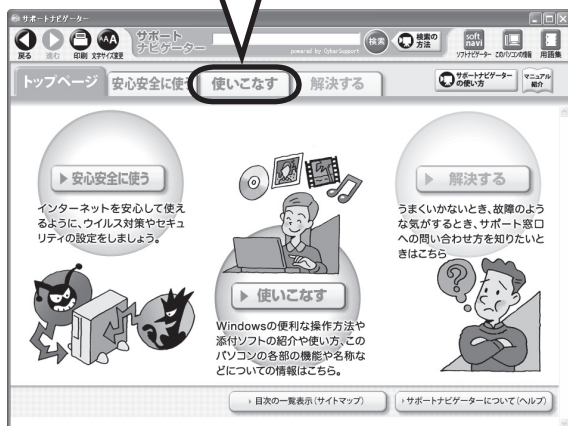 サポートナビゲーター
戻る 進む 印刷 文字サイズ変更
サポート
ナビゲーター
powered by CyberSupport
検索
検索の
方法
soft
navi
ソフトナビゲーター このパソコンの情報 用語集
トップページ 安心安全に使う 使いこなす 解決する
サポートナビゲーター
の使い方
マニュアル
紹介
安心安全に使う
インターネットを安心して使え
るように、ウイルス対策やセキュ
リティの設定をしましょう。
使いこなす
Windowsの便利な操作方法や
添付ソフトの紹介や使い方、この
パソコンの各部の機能や名称な
どについての情報はこちら。
解決する
うまくいかないとき、故障のよう
な気がするとき、サポート窓口
への問い合わせ方を知りたいと
きはこちら
目次の一覧表示(サイトマップ)
サポートナビゲーターについて(ヘルプ)